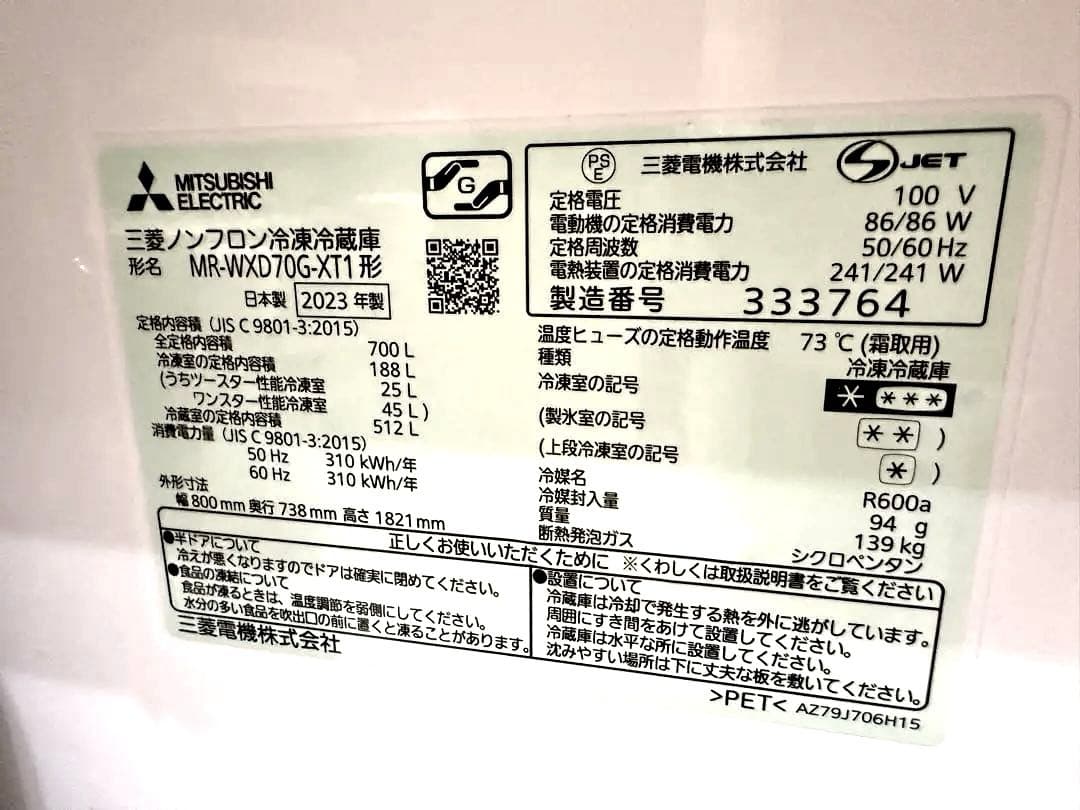 MITSUBISHI
ELECTRIC
G
三菱ノンフロン冷凍冷蔵庫
形名 MR-WXD70G-XT1形
日本製 2023年製
定格内容積 (JIS C 9801-3:2015)
全定格内容積 700 L
冷凍室の定格内容積 188 L
(うちツースター性能冷凍室 25 L
ワンスター性能冷凍室 45 L)
冷蔵室の定格内容積 512 L
消費電力量 (JIS C 9801-3:2015)
50 Hz 310 kWh/年
60 Hz 310 kWh/年
外形寸法
幅 800 mm 奥行 738 mm 高さ 1821 mm
PS
E
三菱電機株式会社
S JET
定格電圧 100 V
電動機の定格消費電力 86/86 W
定格周波数 50/60 Hz
電熱装置の定格消費電力 241/241 W
製造番号 333764
温度ヒューズの定格動作温度 73 ℃ (霜取用)
種類 冷凍冷蔵庫
冷凍室の記号 * ***
(製氷室の記号 ** )
(上段冷凍室の記号 * )
冷媒名 R600a
冷媒封入量 94 g
質量 139 kg
断熱発泡ガス シクロペンタン
正しくお使いいただくために ※くわしくは取扱説明書をご覧ください
●半ドアについて
冷えが悪くなりますのでドアは確実に閉めてください。
●食品の凍結について
食品が凍るときは、温度調節を弱側にしてください。
水分の多い食品を吹出口の前に置くと凍ることがあります。
●設置について
冷蔵庫は冷却で発生する熱を外に逃がしています。
周囲にすき間をあけて設置してください。
冷蔵庫は水平な所に設置してください。
沈みやすい場所は下に丈夫な板を敷いてください。
三菱電機株式会社
>PET< AZ79J706H15